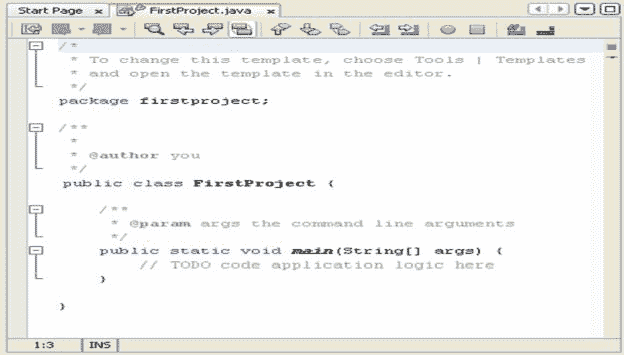 Start Page
FirstProject.java
/*
* To change this template, choose Tools | Templates
* and open the template in the editor.
*/
package firstproject;
/**
*
* @author you
*/
public class FirstProject {
/**
* @param args the command line arguments
*/
public static void main(String[] args) {
// TODO code application logic here
}
}
1:3 INS